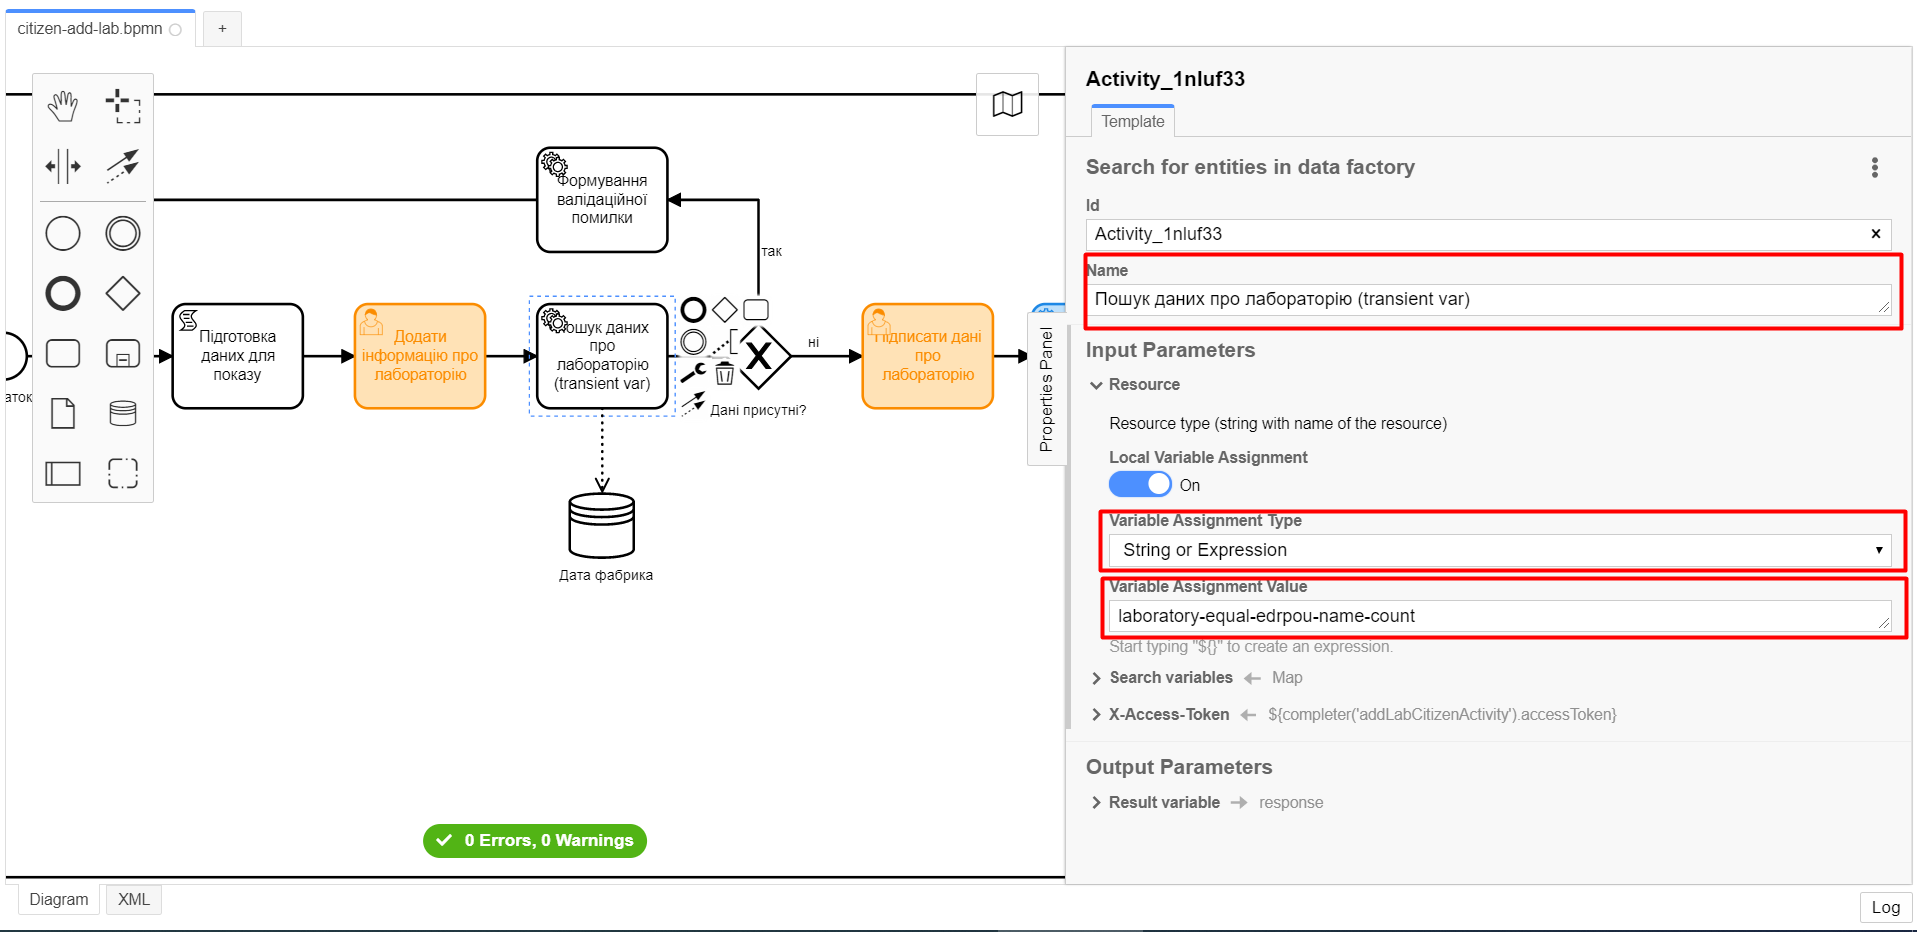 citizen-add-lab.bpmn
+
Формування
валідаційної
помилки
так
Підготовка
даних для
показу
Додати
інформацію про
лабораторію
ошук даних
про
лабораторію
(transient var)
X
Дані присутні?
ні
Підписати дані
про
лабораторію
аток
Дата фабрика
0 Errors, 0 Warnings
Diagram
XML
Properties Panel
Activity_1nluf33
Template
Search for entities in data factory
Id
Activity_1nluf33
Name
Пошук даних про лабораторію (transient var)
Input Parameters
Resource
Resource type (string with name of the resource)
Local Variable Assignment
On
Variable Assignment Type
String or Expression
Variable Assignment Value
laboratory-equal-edrpou-name-count
Start typing "${}" to create an expression.
Search variables Map
X-Access-Token ${completer('addLabCitizenActivity').accessToken}
Output Parameters
Result variable response
Log